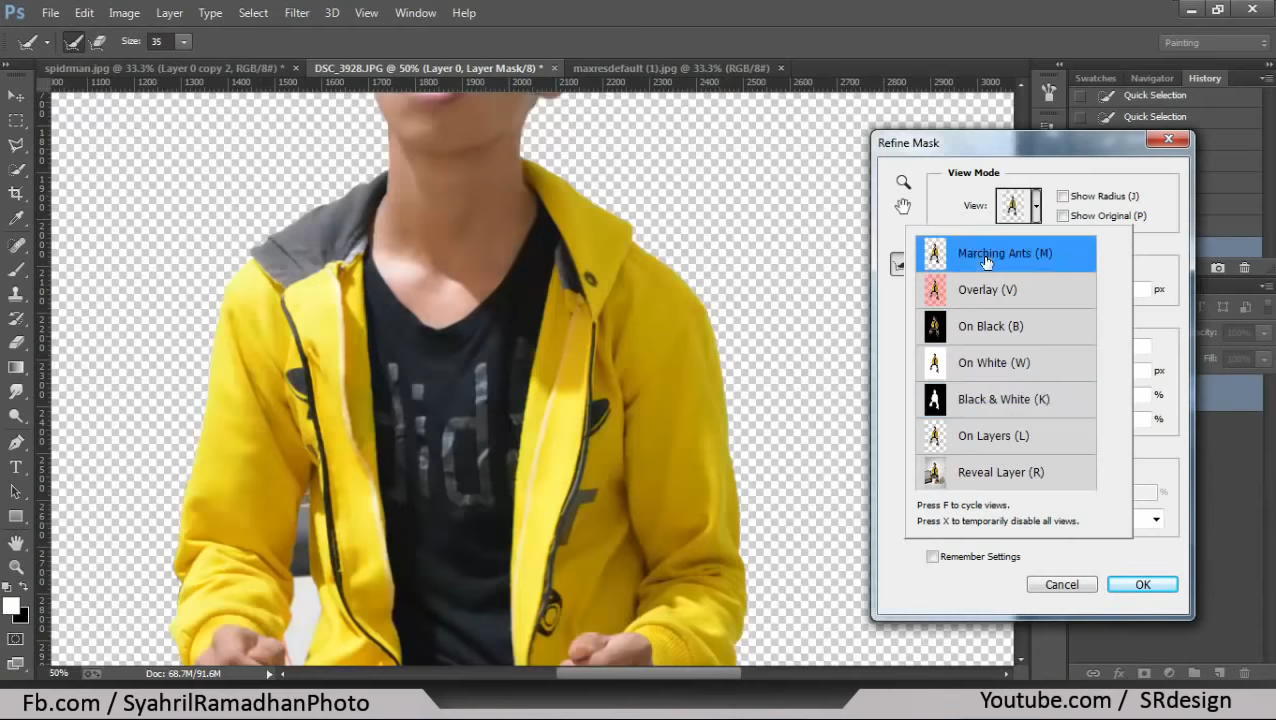 Ps File Edit Image Layer Type Select Filter 3D View Window Help
Size: 35
Painting
spidrman.jpg @ 33.3% (Layer 0 copy 2, RGB/8#) * ×
DSC_3928.JPG @ 50% (Layer 0, Layer Mask/8) * ×
maxresdefault (1).jpg @ 33.3% (RGB/8#) ×
Swatches Navigator History
1100 1200 1300 1400 1500 1600 1700 1800 1900 2000 2100 2200 2300 2400 2500 2600 2700 2800 2900 3000
Quick Selection
Quick Selection
Refine Mask
View Mode
View:
Show Radius (J)
Show Original (P)
Marching Ants (M)
Overlay (V)
On Black (B)
On White (W)
Black & White (K)
On Layers (L)
Reveal Layer (R)
Press F to cycle views.
Press X to temporarily disable all views.
px
px
%
%
%
Remember Settings
Cancel OK
Opacity: 100%
Fill: 100%
50% Doc: 68.7M/91.6M
Fb.com / SyahrilRamadhanPhoto
Youtube.com / SRdesign